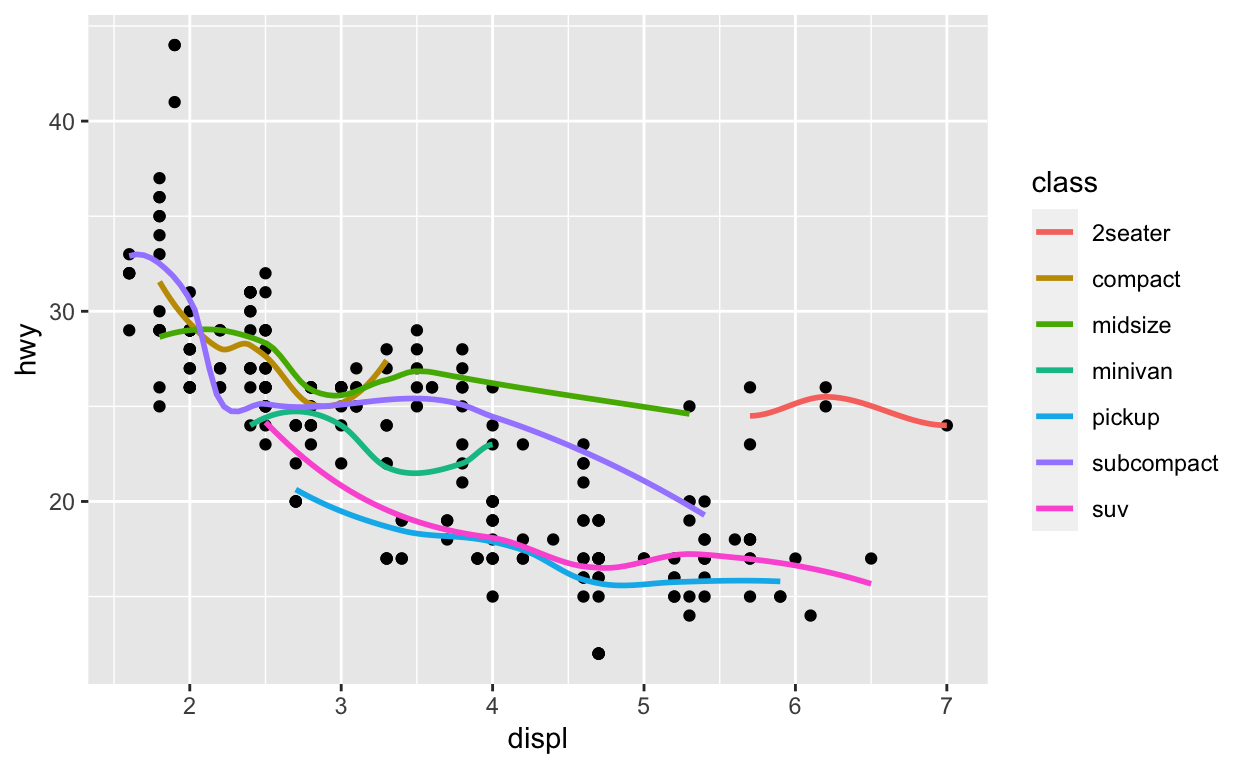 40
30
20
hwy
2 3 4 5 6 7
displ
class
2seater
compact
midsize
minivan
pickup
subcompact
suv